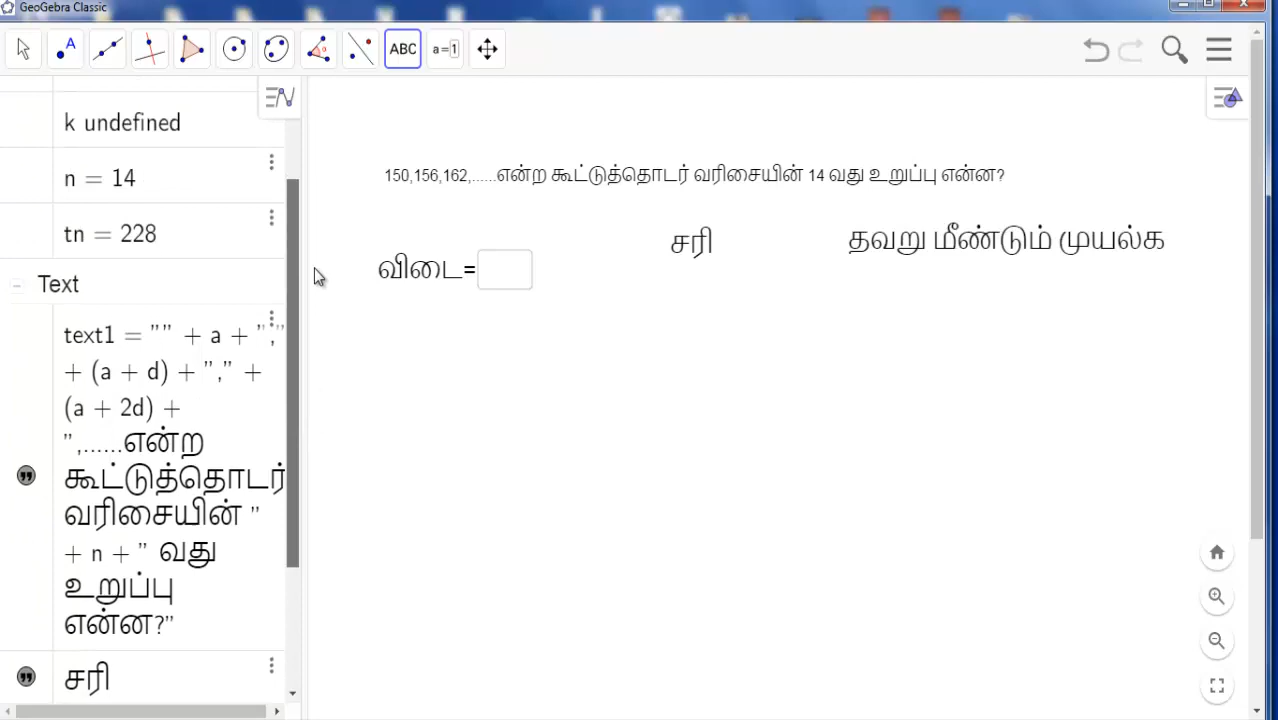 GeoGebra Classic
A
ABC
a=1
k undefined
n = 14
tn = 228
Text
text1 = "" + a + ","
+ (a + d) + "," +
(a + 2d) +
",......என்ற
கூட்டுத்தொடர்
வரிசையின் "
+ n + " வது
உறுப்பு
என்ன?"
சரி
150,156,162,......என்ற கூட்டுத்தொடர் வரிசையின் 14 வது உறுப்பு என்ன?
சரி
தவறு மீண்டும் முயல்க
விடை=